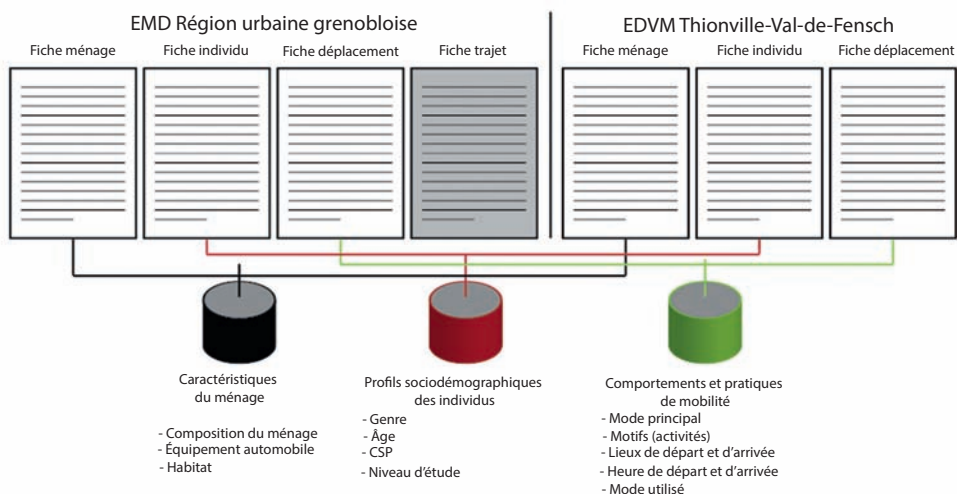 EMD Région urbaine grenobloise
EDVM Thionville-Val-de-Fensch
Fiche ménage
Fiche individu
Fiche déplacement
Fiche trajet
Fiche ménage
Fiche individu
Fiche déplacement
Caractéristiques
du ménage
- Composition du ménage
- Équipement automobile
- Habitat
Profils sociodémographiques
des individus
- Genre
- Âge
- CSP
- Niveau d'étude
Comportements et pratiques
de mobilité
- Mode principal
- Motifs (activités)
- Lieux de départ et d'arrivée
- Heure de départ et d'arrivée
- Mode utilisé